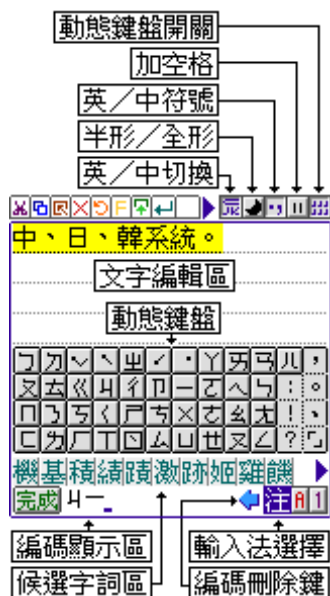 動態鍵盤開關
加空格
英／中符號
半形／全形
英／中切換
中、日、韓系統。
文字編輯區
動態鍵盤
ㄅㄉˇˋㄓˊ˙ㄚㄞㄢㄦ，
ㄆㄊㄍㄐㄔㄗㄧㄛㄟㄣ：。
ㄇㄋㄎㄑㄕㄘㄨㄜㄠㄤ！、
ㄈㄌㄏㄒㄖㄙㄩㄝㄡㄥ？「」
機基積績蹟激跡姬雞饑
完成 ㄐㄧ_ 注 A 1
編碼顯示區 輸入法選擇
候選字詞區 編碼刪除鍵